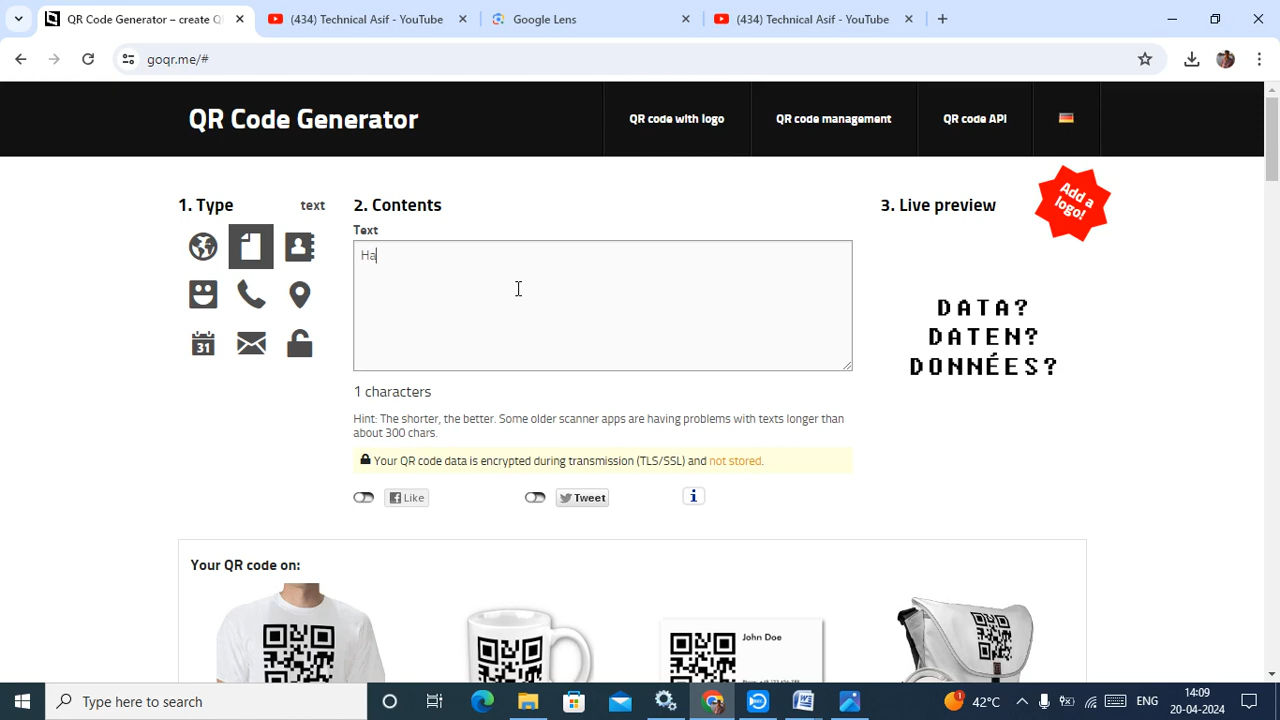 QR Code Generator – create Q
(434) Technical Asif - YouTube
Google Lens
(434) Technical Asif - YouTube
goqr.me/#
QR Code Generator
QR code with logo
QR code management
QR code API
1. Type
text
2. Contents
3. Live preview
Add a
logo!
Text
Ha
31
DATA?
DATEN?
DONNÉES?
1 characters
Hint: The shorter, the better. Some older scanner apps are having problems with texts longer than
about 300 chars.
Your QR code data is encrypted during transmission (TLS/SSL) and not stored.
Like
Tweet
i
Your QR code on:
John Doe
Type here to search
1
42°C
ENG
14:09
20-04-2024